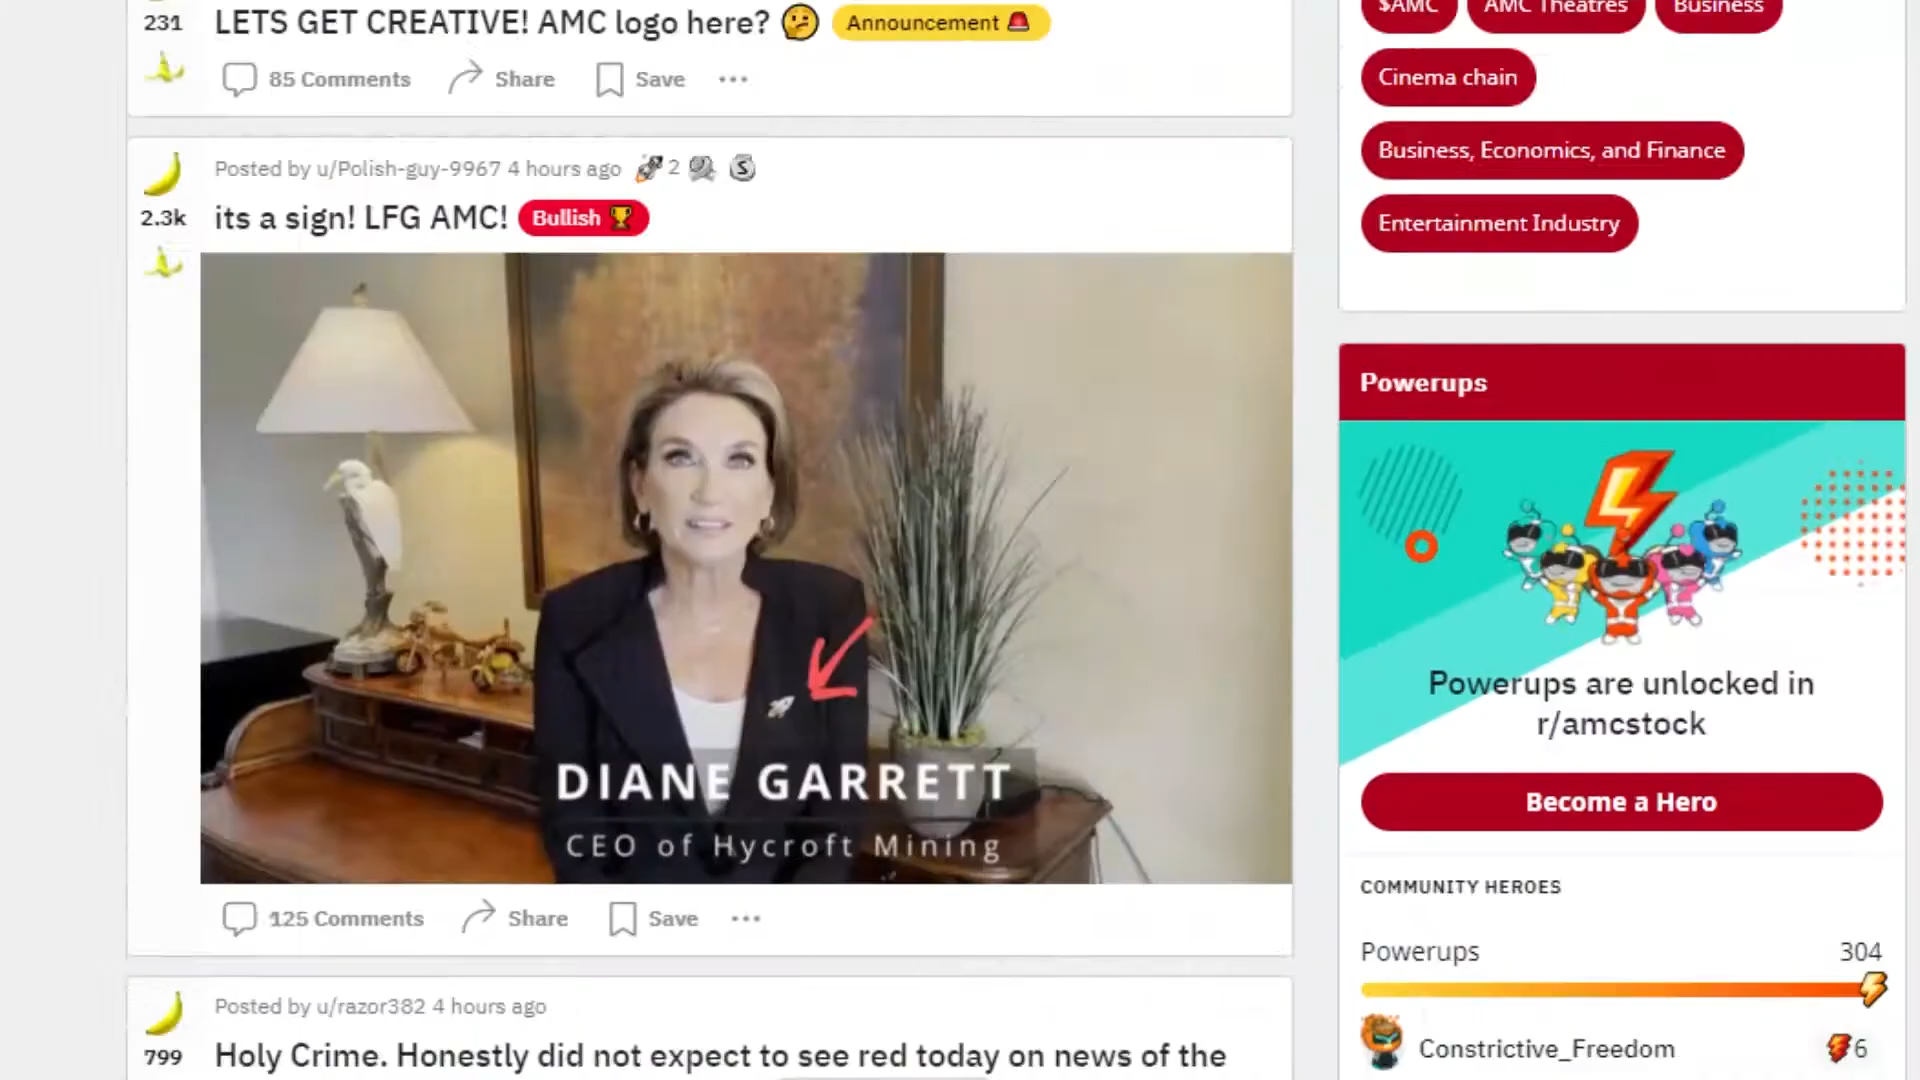 231
LETS GET CREATIVE! AMC logo here?
Announcement
85 Comments
Share
Save
Posted by u/Polish-guy-9967 4 hours ago
2
2.3k
its a sign! LFG AMC!
Bullish
DIANE GARRETT
CEO of Hycroft Mining
125 Comments
Share
Save
Posted by u/razor382 4 hours ago
799
Holy Crime. Honestly did not expect to see red today on news of the
$AMC
AMC Theatres
Business
Cinema chain
Business, Economics, and Finance
Entertainment Industry
Powerups
Powerups are unlocked in
r/amcstock
Become a Hero
COMMUNITY HEROES
Powerups
304
Constrictive_Freedom
6